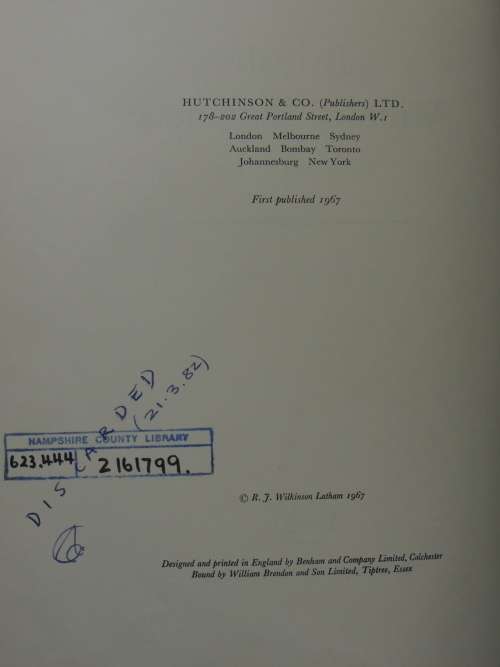 HUTCHINSON & CO. (Publishers) LTD.
178–202 Great Portland Street, London W.1
London Melbourne Sydney
Auckland Bombay Toronto
Johannesburg New York
First published 1967
DISCARDED
(21.3.82)
HAMPSHIRE COUNTY LIBRARY
623.444 2161799.
© R. J. Wilkinson Latham 1967
Designed and printed in England by Benham and Company Limited, Colchester
Bound by William Brendon and Son Limited, Tiptree, Essex